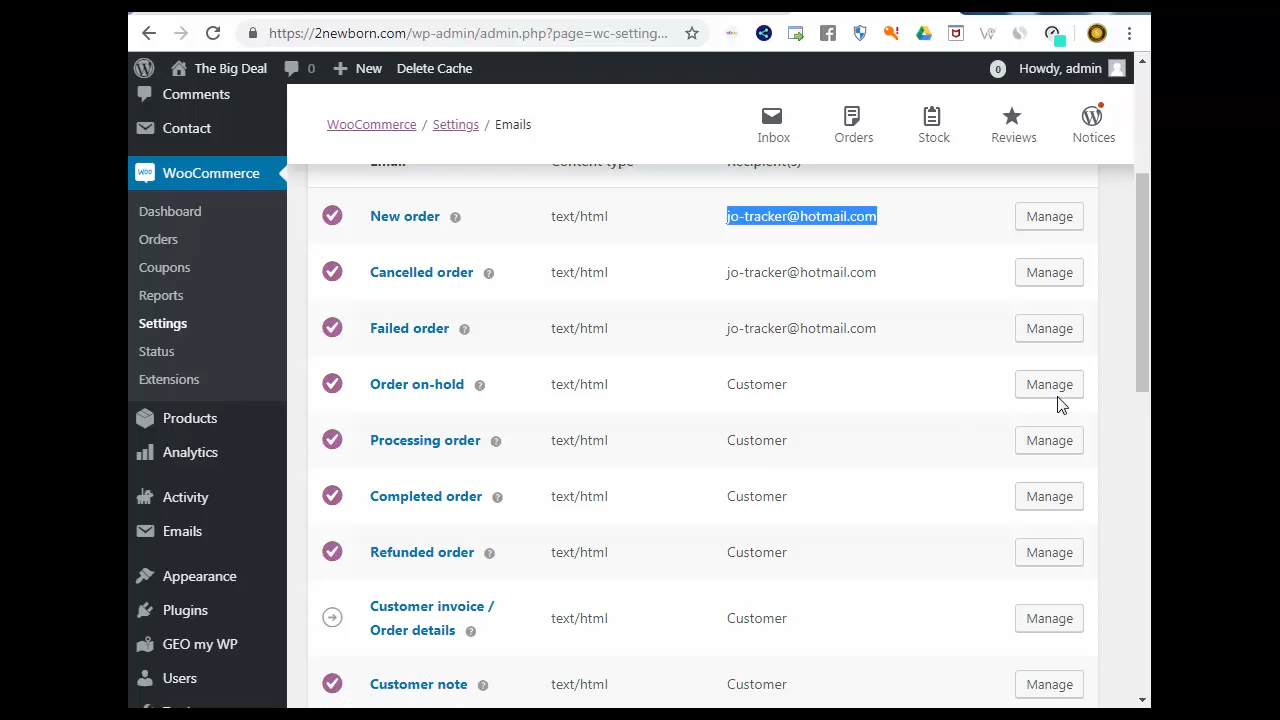 https://2newborn.com/wp-admin/admin.php?page=wc-setting...
The Big Deal 0 New Delete Cache 0 Howdy, admin
Comments
Contact
WooCommerce
Dashboard
Orders
Coupons
Reports
Settings
Status
Extensions
Products
Analytics
Activity
Emails
Appearance
Plugins
GEO my WP
Users
WooCommerce / Settings / Emails
Inbox Orders Stock Reviews Notices
Email Content type Recipient(s)
New order ? text/html jo-tracker@hotmail.com Manage
Cancelled order ? text/html jo-tracker@hotmail.com Manage
Failed order ? text/html jo-tracker@hotmail.com Manage
Order on-hold ? text/html Customer Manage
Processing order ? text/html Customer Manage
Completed order ? text/html Customer Manage
Refunded order ? text/html Customer Manage
Customer invoice /
Order details ? text/html Customer Manage
Customer note ? text/html Customer Manage